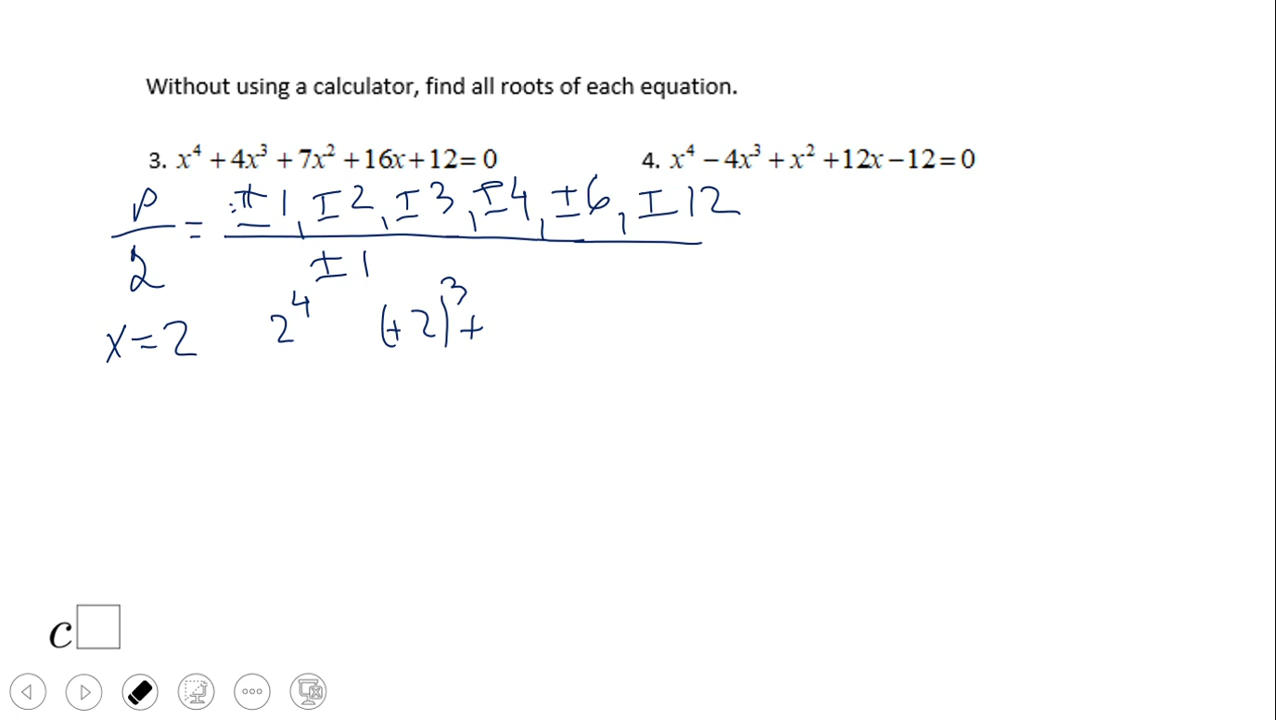 Without using a calculator, find all roots of each equation.
3. x⁴ + 4x³ + 7x² + 16x + 12 = 0
4. x⁴ − 4x³ + x² + 12x − 12 = 0
p/2 = ±1, ±2, ±3, ±4, ±6, ±12
±1
x = 2 2⁴ (+2)³+
c